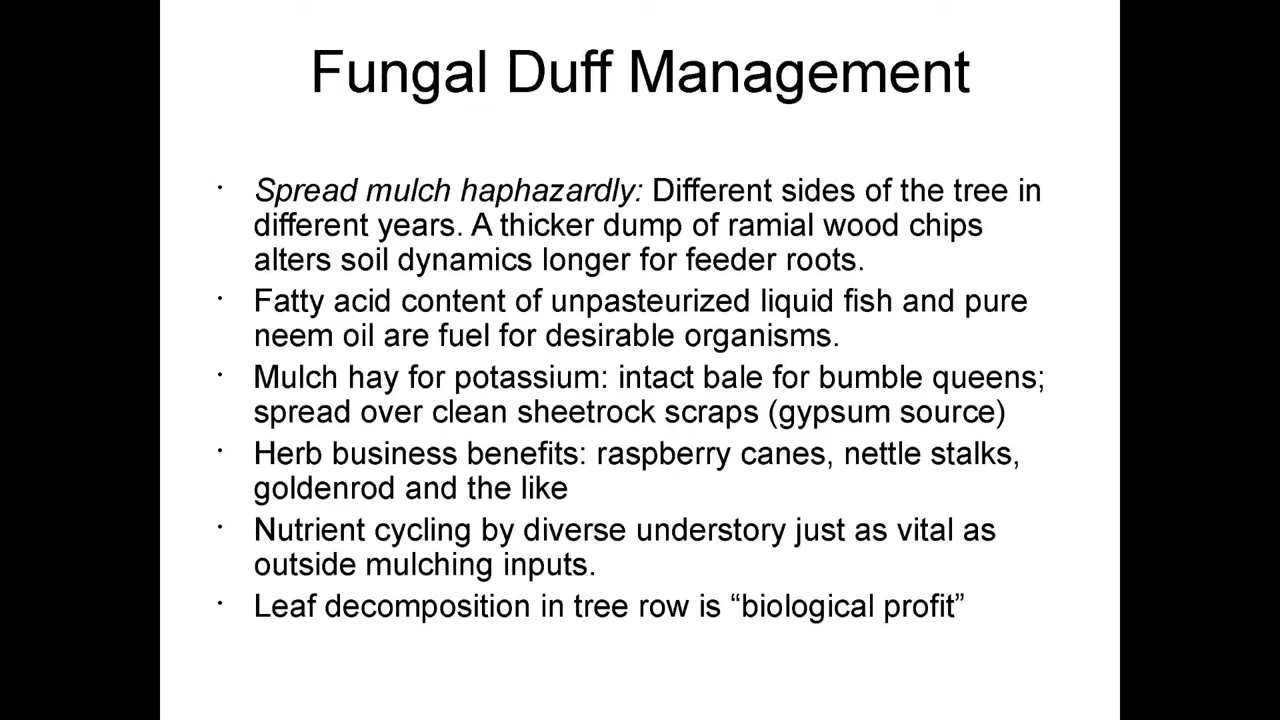 Fungal Duff Management
· Spread mulch haphazardly: Different sides of the tree in
different years. A thicker dump of ramial wood chips
alters soil dynamics longer for feeder roots.
· Fatty acid content of unpasteurized liquid fish and pure
neem oil are fuel for desirable organisms.
· Mulch hay for potassium: intact bale for bumble queens;
spread over clean sheetrock scraps (gypsum source)
· Herb business benefits: raspberry canes, nettle stalks,
goldenrod and the like
· Nutrient cycling by diverse understory just as vital as
outside mulching inputs.
· Leaf decomposition in tree row is “biological profit”